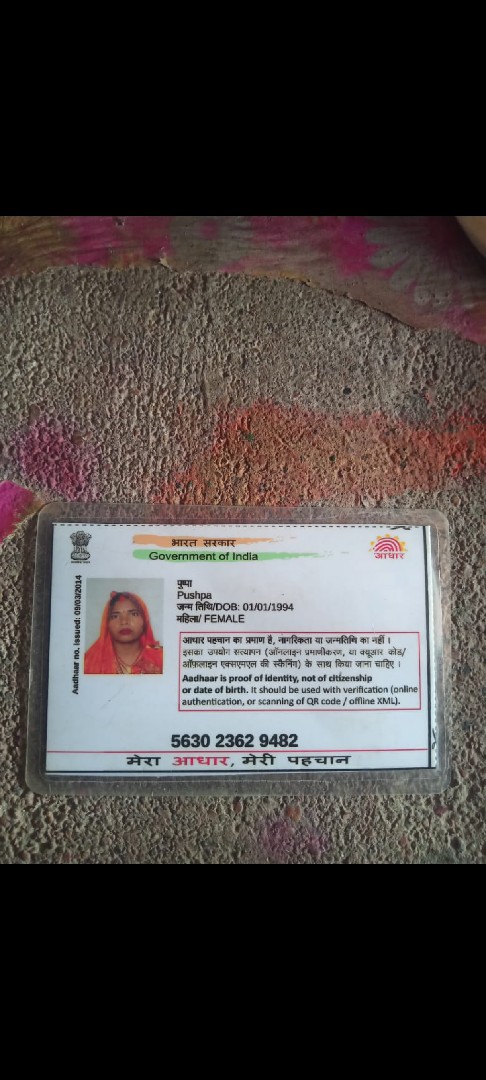 भारत सरकार
Government of India
आधार
Aadhaar no. issued: 09/03/2014
पुष्पा
Pushpa
जन्म तिथि/DOB: 01/01/1994
महिला/ FEMALE
आधार पहचान का प्रमाण है, नागरिकता या जन्मतिथि का नहीं ।
इसका उपयोग सत्यापन (ऑनलाइन प्रमाणीकरण, या क्यूआर कोड/
ऑफ़लाइन एक्सएमएल की स्कैनिंग) के साथ किया जाना चाहिए ।
Aadhaar is proof of identity, not of citizenship
or date of birth. It should be used with verification (online
authentication, or scanning of QR code / offline XML).
5630 2362 9482
मेरा आधार, मेरी पहचान